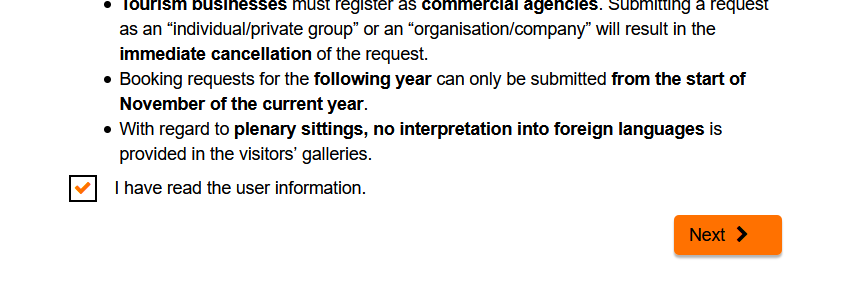 Tourism businesses must register as commercial agencies. Submitting a request
as an “individual/private group” or an “organisation/company” will result in the
immediate cancellation of the request.
Booking requests for the following year can only be submitted from the start of
November of the current year.
With regard to plenary sittings, no interpretation into foreign languages is
provided in the visitors’ galleries.
I have read the user information.
Next